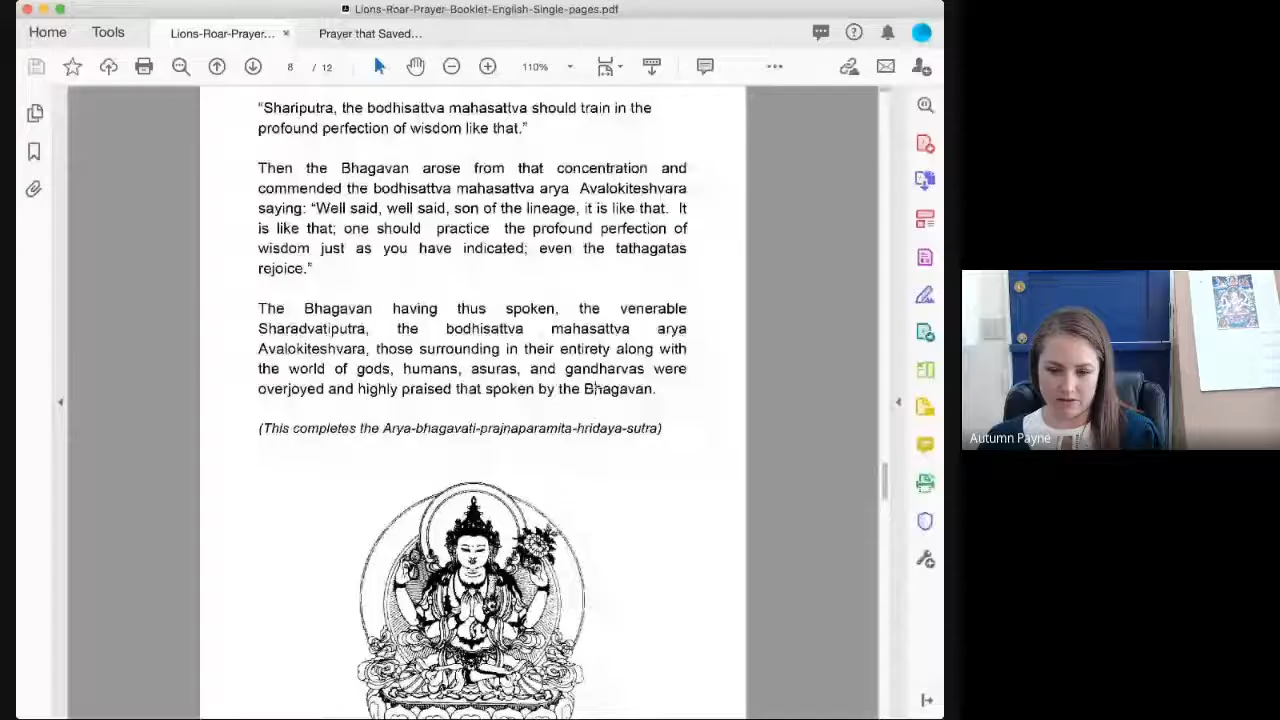 Lions-Roar-Prayer-Booklet-English-Single-pages.pdf
Home Tools Lions-Roar-Prayer... × Prayer that Saved...
8 / 12 110%
“Shariputra, the bodhisattva mahasattva should train in the
profound perfection of wisdom like that.”
Then the Bhagavan arose from that concentration and
commended the bodhisattva mahasattva arya Avalokiteshvara
saying: “Well said, well said, son of the lineage, it is like that. It
is like that; one should practice the profound perfection of
wisdom just as you have indicated; even the tathagatas
rejoice.”
The Bhagavan having thus spoken, the venerable
Sharadvatiputra, the bodhisattva mahasattva arya
Avalokiteshvara, those surrounding in their entirety along with
the world of gods, humans, asuras, and gandharvas were
overjoyed and highly praised that spoken by the Bhagavan.
(This completes the Arya-bhagavati-prajnaparamita-hridaya-sutra)
Autumn Payne